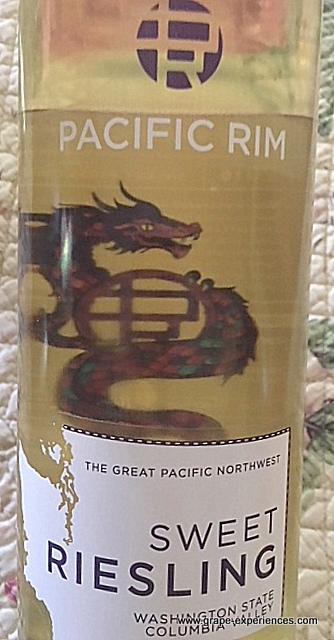 PACIFIC RIM
THE GREAT PACIFIC NORTHWEST
SWEET
RIESLING
WASHINGTON STATE
COLUMBIA VALLEY
www.grape-experiences.com